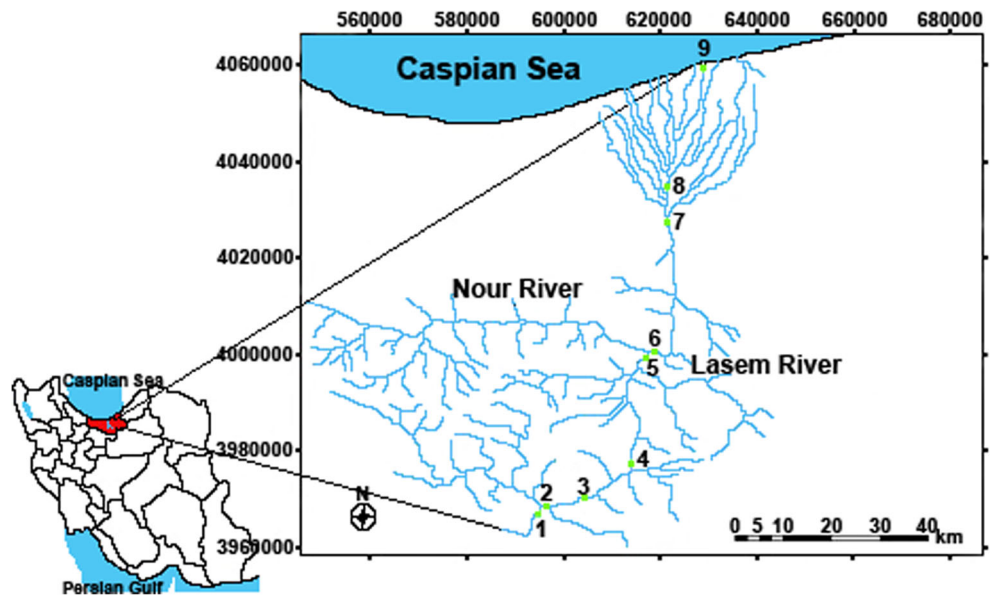 560000 580000 600000 620000 640000 660000 680000
9
4060000
Caspian Sea
4040000
8
7
4020000
Nour River
6
4000000
5
Lasem River
Caspian Sea
3980000
4
3
2
N
1
0 5 10 20 30 40
km
3960000
Persian Gulf